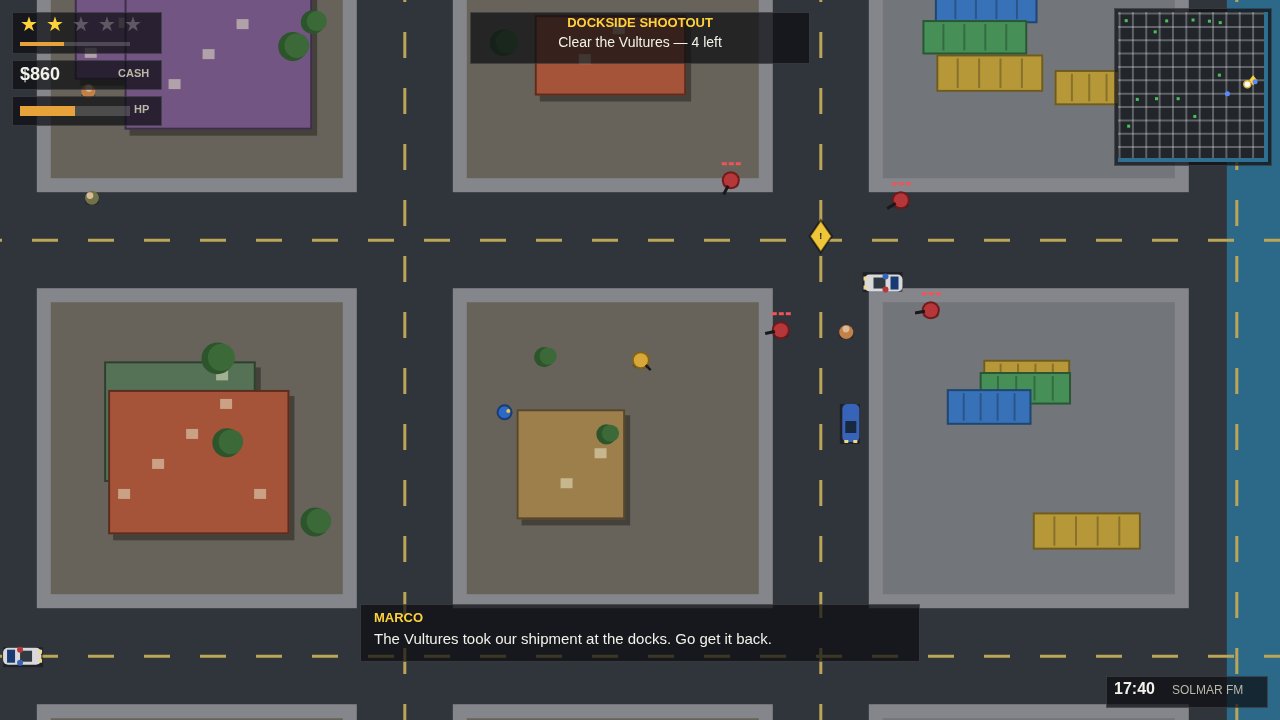 DOCKSIDE SHOOTOUT
Clear the Vultures — 4 left
$860 CASH
HP
!
MARCO
The Vultures took our shipment at the docks. Go get it back.
17:40 SOLMAR FM